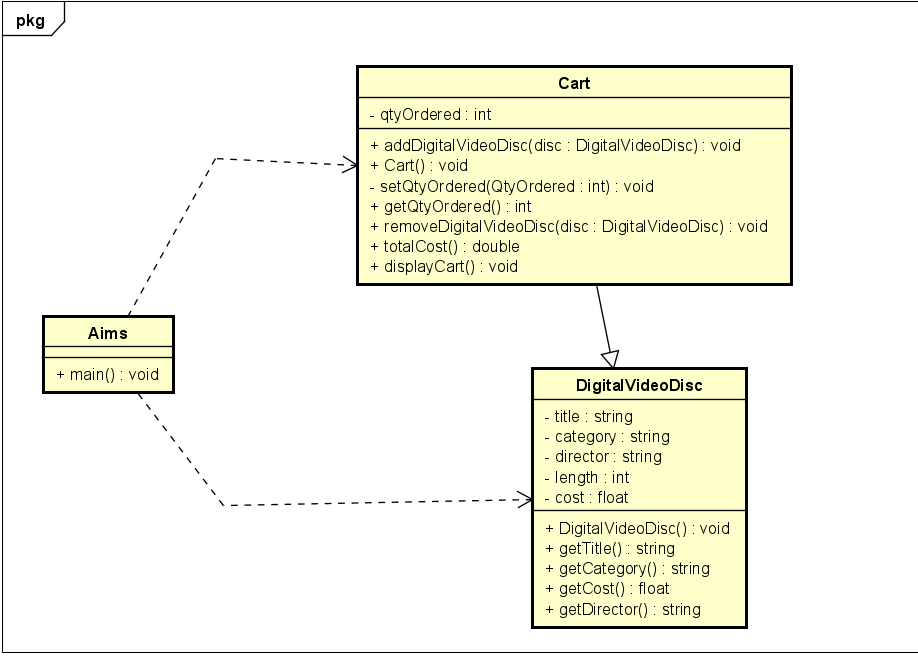 pkg
Cart
- qtyOrdered : int
+ addDigitalVideoDisc(disc : DigitalVideoDisc) : void
+ Cart() : void
- setQtyOrdered(QtyOrdered : int) : void
+ getQtyOrdered() : int
+ removeDigitalVideoDisc(disc : DigitalVideoDisc) : void
+ totalCost() : double
+ displayCart() : void
Aims
+ main() : void
DigitalVideoDisc
- title : string
- category : string
- director : string
- length : int
- cost : float
+ DigitalVideoDisc() : void
+ getTitle() : string
+ getCategory() : string
+ getCost() : float
+ getDirector() : string